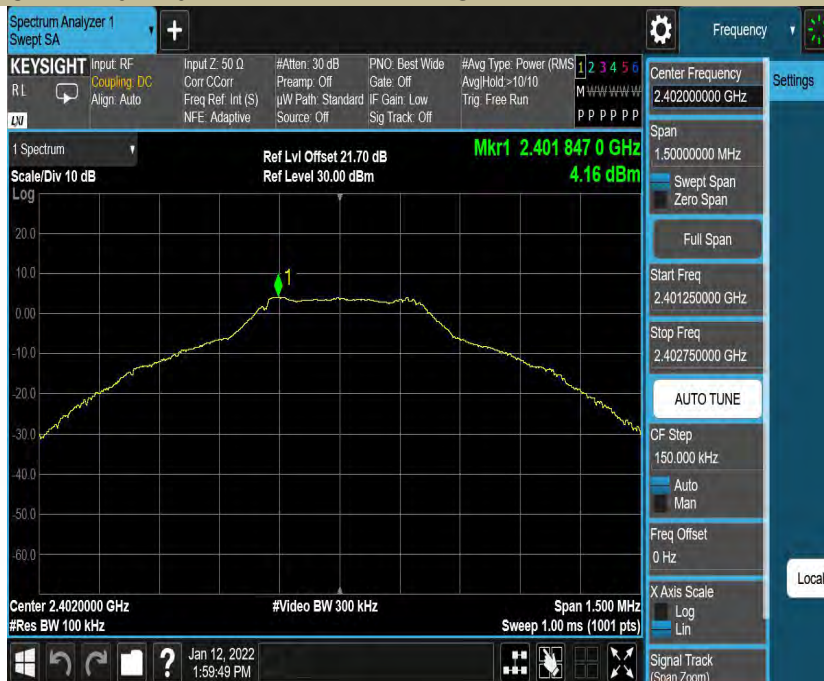 Spectrum Analyzer 1
Swept SA
+
Frequency
KEYSIGHT
RL
LXI
Input: RF
Coupling: DC
Align: Auto
Input Z: 50 Ω
Corr CCorr
Freq Ref: Int (S)
NFE: Adaptive
#Atten: 30 dB
Preamp: Off
µW Path: Standard
Source: Off
PNO: Best Wide
Gate: Off
IF Gain: Low
Sig Track: Off
#Avg Type: Power (RMS
Avg|Hold:>10/10
Trig: Free Run
1 2 3 4 5 6
M W W W W W
P P P P P P
Center Frequency
2.402000000 GHz
Settings
Span
1.50000000 MHz
Swept Span
Zero Span
Full Span
Start Freq
2.401250000 GHz
Stop Freq
2.402750000 GHz
AUTO TUNE
CF Step
150.000 kHz
Auto
Man
Freq Offset
0 Hz
X Axis Scale
Log
Lin
Signal Track
(Span Zoom)
Local
1 Spectrum
Scale/Div 10 dB
Log
Ref Lvl Offset 21.70 dB
Ref Level 30.00 dBm
Mkr1 2.401 847 0 GHz
4.16 dBm
1
20.0
10.0
0.00
-10.0
-20.0
-30.0
-40.0
-50.0
-60.0
Center 2.4020000 GHz
#Res BW 100 kHz
#Video BW 300 kHz
Span 1.500 MHz
Sweep 1.00 ms (1001 pts)
?
Jan 12, 2022
1:59:49 PM